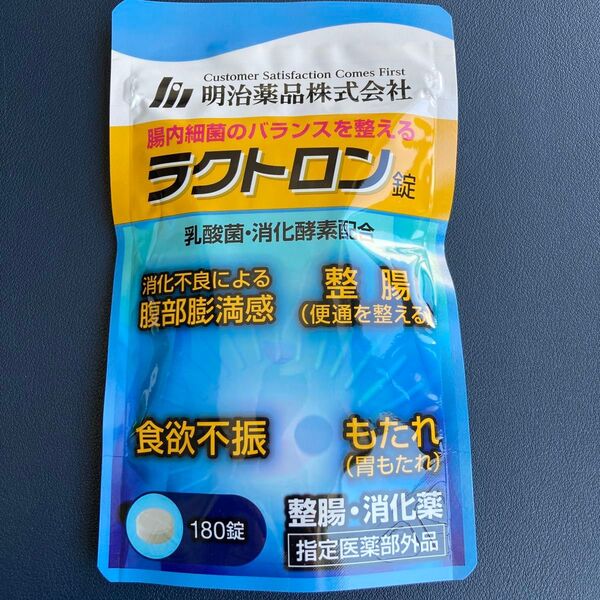 Customer Satisfaction Comes First
明治薬品株式会社
腸内細菌のバランスを整える
ラクトロン錠
乳酸菌・消化酵素配合
消化不良による
腹部膨満感
整腸
(便通を整える)
食欲不振
もたれ
(胃もたれ)
180錠
整腸・消化薬
指定医薬部外品